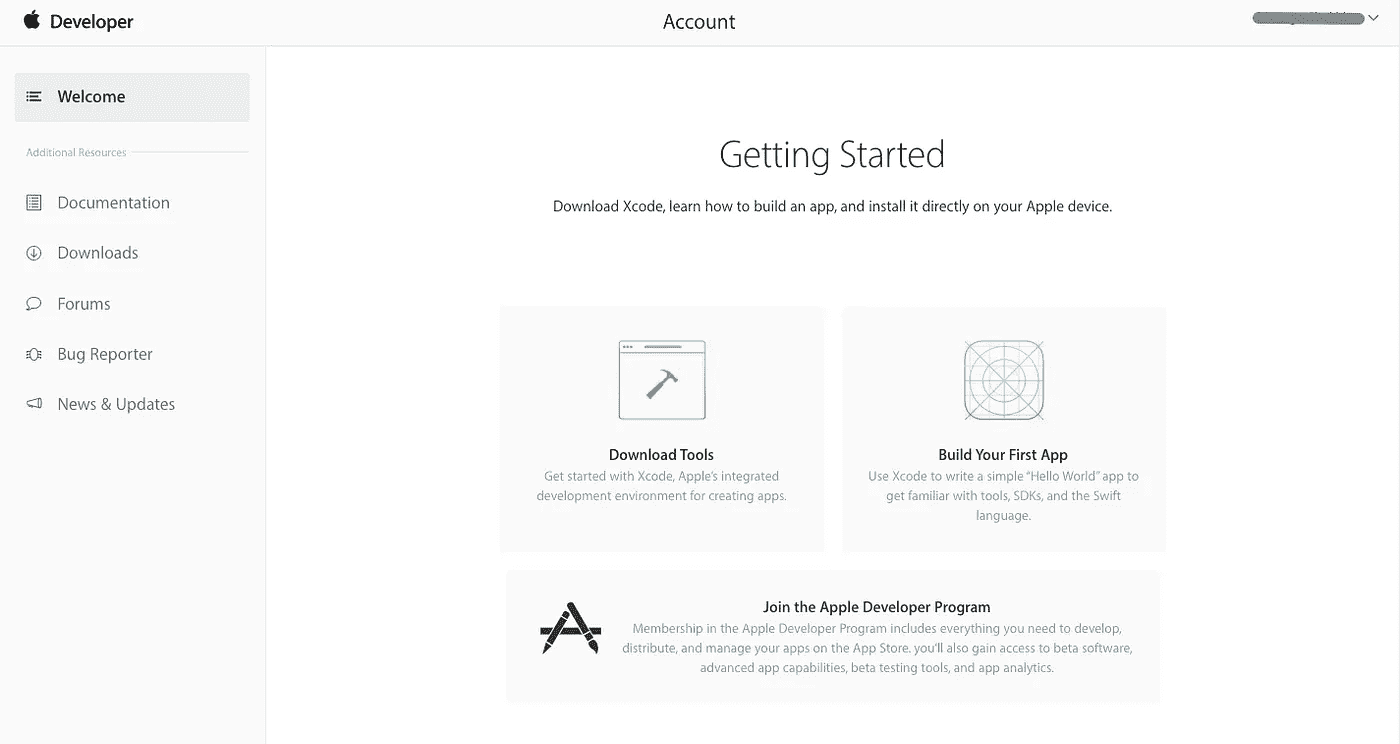 Developer
Account
Welcome
Additional Resources
Documentation
Downloads
Forums
Bug Reporter
News & Updates
Getting Started
Download Xcode, learn how to build an app, and install it directly on your Apple device.
Download Tools
Get started with Xcode, Apple's integrated
development environment for creating apps.
Build Your First App
Use Xcode to write a simple "Hello World" app to
get familiar with tools, SDKs, and the Swift
language.
Join the Apple Developer Program
Membership in the Apple Developer Program includes everything you need to develop,
distribute, and manage your apps on the App Store. you'll also gain access to beta software,
advanced app capabilities, beta testing tools, and app analytics.